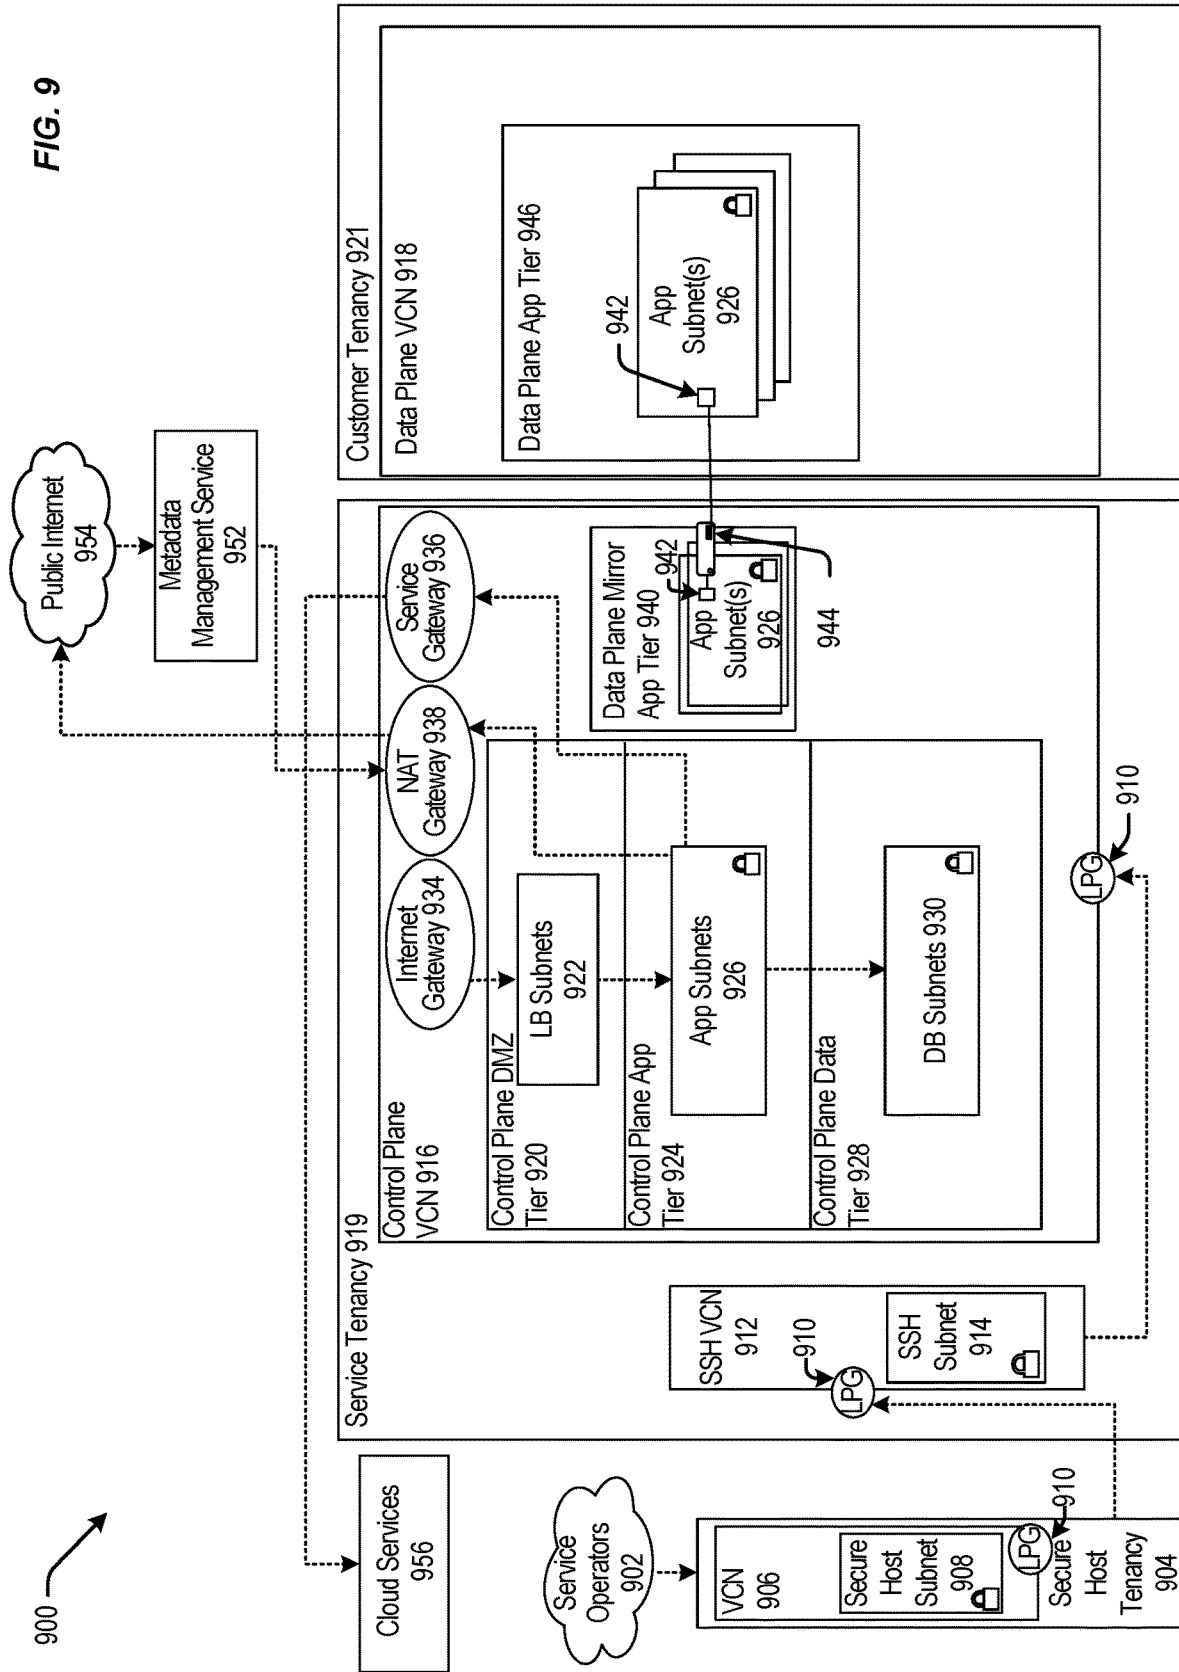 FIG. 9
900
Cloud Services
956
Service
Operators
902
VCN
906
Secure
Host
Subnet
908
LPG
910
Secure
Host
Tenancy
904
Service Tenancy 919
SSH VCN
912
910
LPG
SSH
Subnet
914
Control Plane
VCN 916
Internet
Gateway 934
NAT
Gateway 938
Service
Gateway 936
Control Plane DMZ
Tier 920
LB Subnets
922
Control Plane App
Tier 924
App Subnets
926
Control Plane Data
Tier 928
DB Subnets 930
LPG
910
Data Plane Mirror
App Tier 940
App
Subnet(s)
926
942
944
Public Internet
954
Metadata
Management Service
952
Customer Tenancy 921
Data Plane VCN 918
Data Plane App Tier 946
942
App
Subnet(s)
926